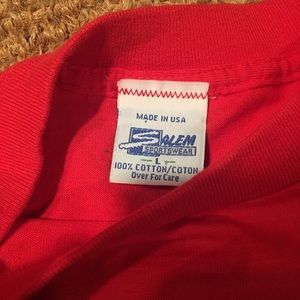 MADE IN USA
SALEM
SPORTSWEAR
- L -
100% COTTON/COTON
Over For Care